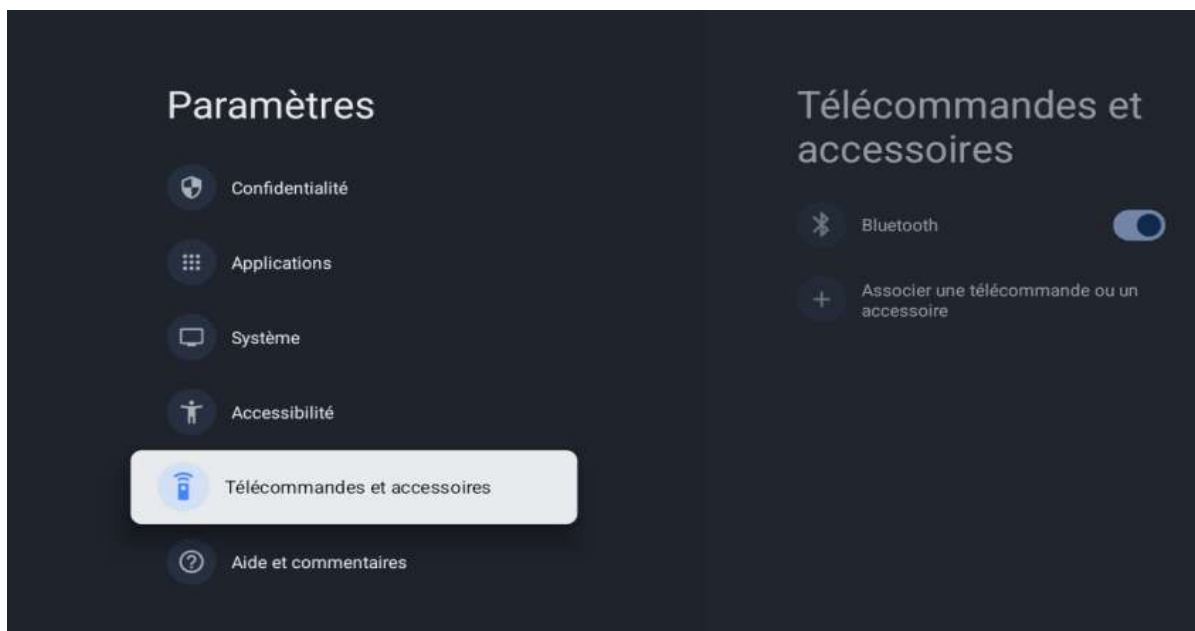 Paramètres
Confidentialité
Applications
Système
Accessibilité
Télécommandes et accessoires
Aide et commentaires
Télécommandes et
accessoires
Bluetooth
Associer une télécommande ou un
accessoire